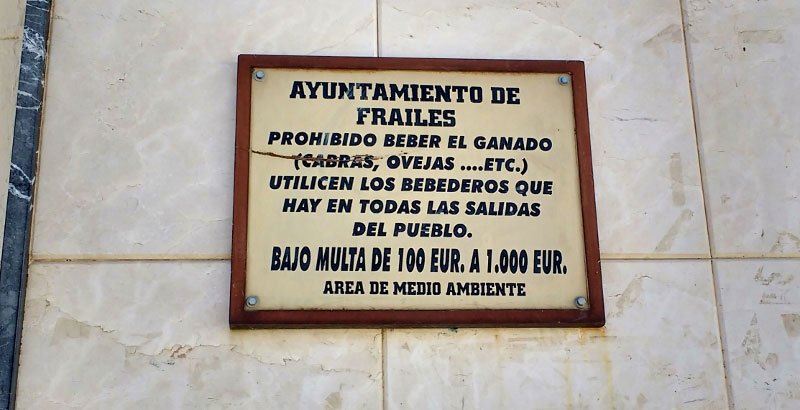 AYUNTAMIENTO DE
FRAILES
PROHIBIDO BEBER EL GANADO
(CABRAS, OVEJAS ....ETC.)
UTILICEN LOS BEBEDEROS QUE
HAY EN TODAS LAS SALIDAS
DEL PUEBLO.
BAJO MULTA DE 100 EUR. A 1.000 EUR.
AREA DE MEDIO AMBIENTE